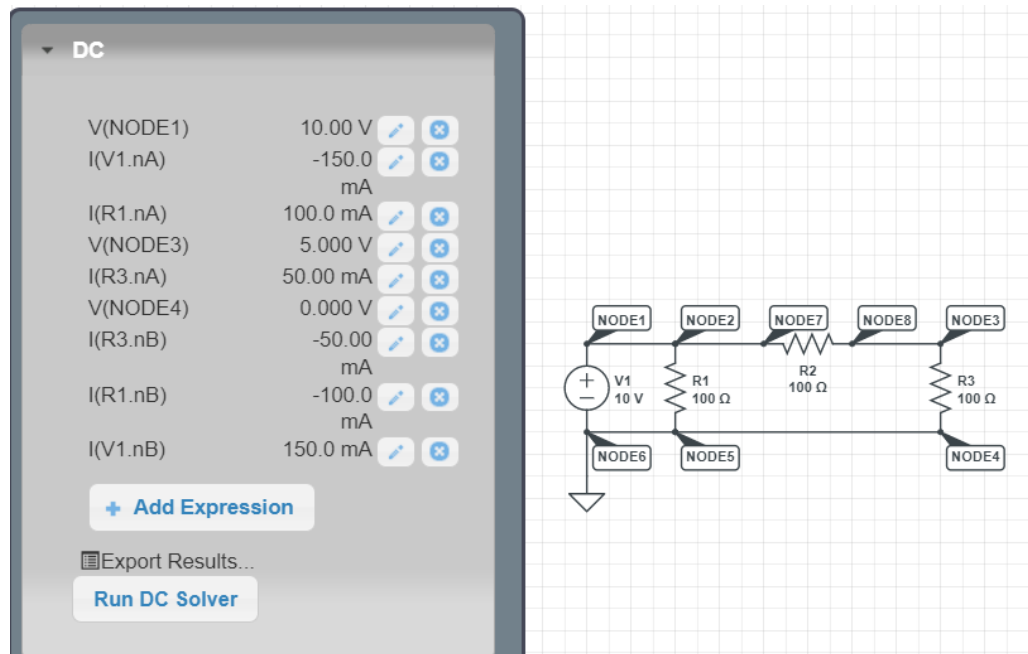 DC
V(NODE1) 10.00 V
I(V1.nA) -150.0
mA
I(R1.nA) 100.0 mA
V(NODE3) 5.000 V
I(R3.nA) 50.00 mA
V(NODE4) 0.000 V
I(R3.nB) -50.00
mA
I(R1.nB) -100.0
mA
I(V1.nB) 150.0 mA
+ Add Expression
Export Results...
Run DC Solver
NODE1 NODE2 NODE7 NODE8 NODE3
V1 R1 R2 R3
10 V 100 Ω 100 Ω 100 Ω
NODE6 NODE5 NODE4